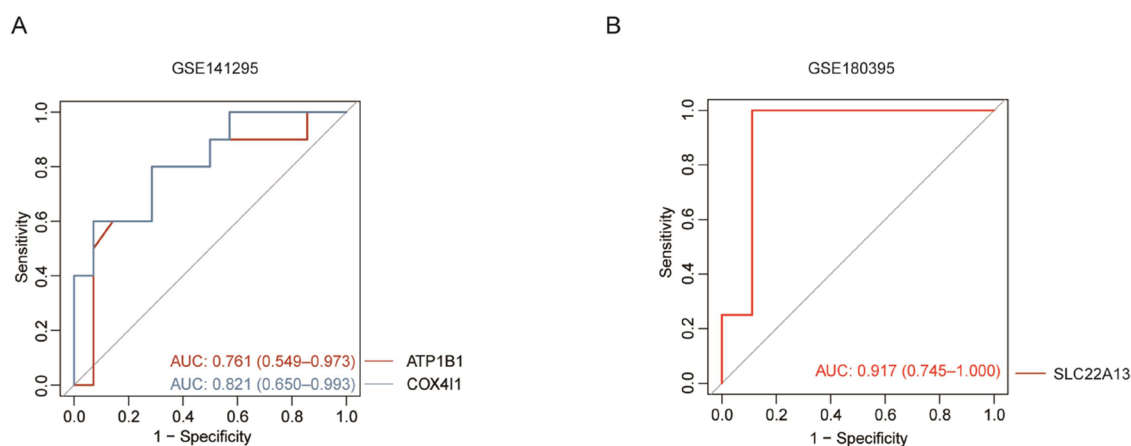 A
GSE141295
Sensitivity
1.0
0.8
0.6
0.4
0.2
0.0
AUC: 0.761 (0.549–0.973)
ATP1B1
AUC: 0.821 (0.650–0.993)
COX4I1
0.0 0.2 0.4 0.6 0.8 1.0
1 − Specificity
B
GSE180395
Sensitivity
1.0
0.8
0.6
0.4
0.2
0.0
AUC: 0.917 (0.745–1.000)
SLC22A13
0.0 0.2 0.4 0.6 0.8 1.0
1 − Specificity